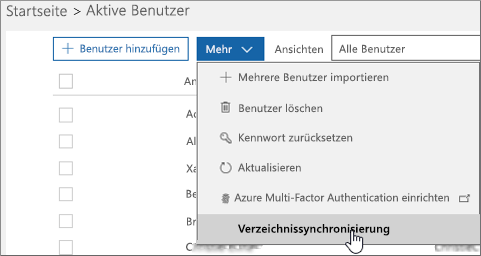 Startseite > Aktive Benutzer
+ Benutzer hinzufügen Mehr Ansichten Alle Benutzer
Mehrere Benutzer importieren
An
Benutzer löschen
Ad
Kennwort zurücksetzen
Al
Aktualisieren
Xa
Azure Multi-Factor Authentication einrichten
Be
Verzeichnissynchronisierung
Br